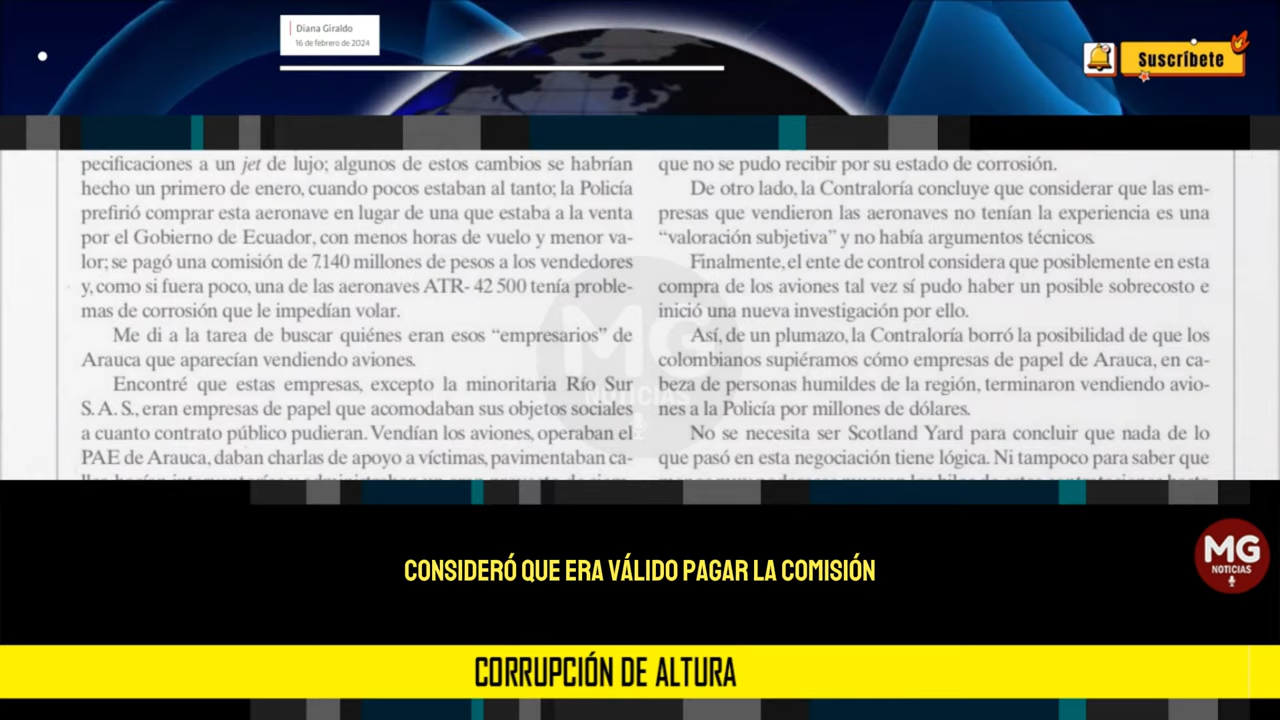 Diana Giraldo
16 de febrero de 2024
Suscríbete
pecificaciones a un jet de lujo; algunos de estos cambios se habrían
hecho un primero de enero, cuando pocos estaban al tanto; la Policía
prefirió comprar esta aeronave en lugar de una que estaba a la venta
por el Gobierno de Ecuador, con menos horas de vuelo y menor va-
lor; se pagó una comisión de 7.140 millones de pesos a los vendedores
y, como si fuera poco, una de las aeronaves ATR- 42 500 tenía proble-
mas de corrosión que le impedían volar.
Me di a la tarea de buscar quiénes eran esos “empresarios” de
Arauca que aparecían vendiendo aviones.
Encontré que estas empresas, excepto la minoritaria Río Sur
S. A. S., eran empresas de papel que acomodaban sus objetos sociales
a cuanto contrato público pudieran. Vendían los aviones, operaban el
PAE de Arauca, daban charlas de apoyo a víctimas, pavimentaban ca-
que no se pudo recibir por su estado de corrosión.
De otro lado, la Contraloría concluye que considerar que las em-
presas que vendieron las aeronaves no tenían la experiencia es una
“valoración subjetiva” y no había argumentos técnicos.
Finalmente, el ente de control considera que posiblemente en esta
compra de los aviones tal vez sí pudo haber un posible sobrecosto e
inició una nueva investigación por ello.
Así, de un plumazo, la Contraloría borró la posibilidad de que los
colombianos supiéramos cómo empresas de papel de Arauca, en ca-
beza de personas humildes de la región, terminaron vendiendo avio-
nes a la Policía por millones de dólares.
No se necesita ser Scotland Yard para concluir que nada de lo
que pasó en esta negociación tiene lógica. Ni tampoco para saber que
MG
NOTICIAS
CONSIDERÓ QUE ERA VÁLIDO PAGAR LA COMISIÓN
MG
NOTICIAS
CORRUPCIÓN DE ALTURA